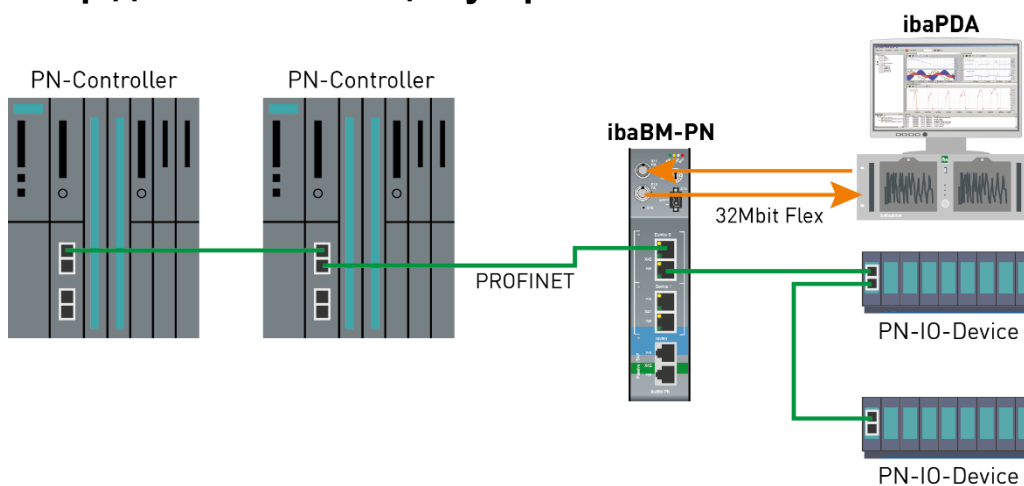 ibaPDA
PN-Controller
PN-Controller
ibaBM-PN
32Mbit Flex
PROFINET
PN-IO-Device
PN-IO-Device